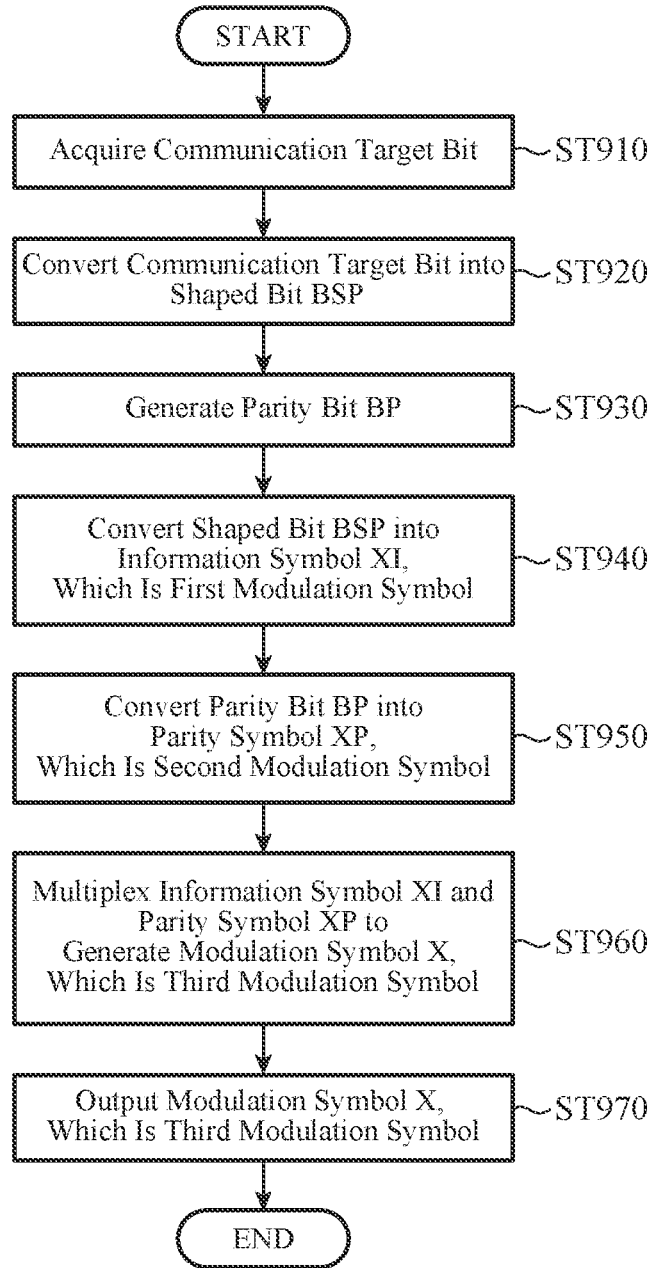 START
Acquire Communication Target Bit
ST910
Convert Communication Target Bit into
Shaped Bit BSP
ST920
Generate Parity Bit BP
ST930
Convert Shaped Bit BSP into
Information Symbol XI,
Which Is First Modulation Symbol
ST940
Convert Parity Bit BP into
Parity Symbol XP,
Which Is Second Modulation Symbol
ST950
Multiplex Information Symbol XI and
Parity Symbol XP to
Generate Modulation Symbol X,
Which Is Third Modulation Symbol
ST960
Output Modulation Symbol X,
Which Is Third Modulation Symbol
ST970
END